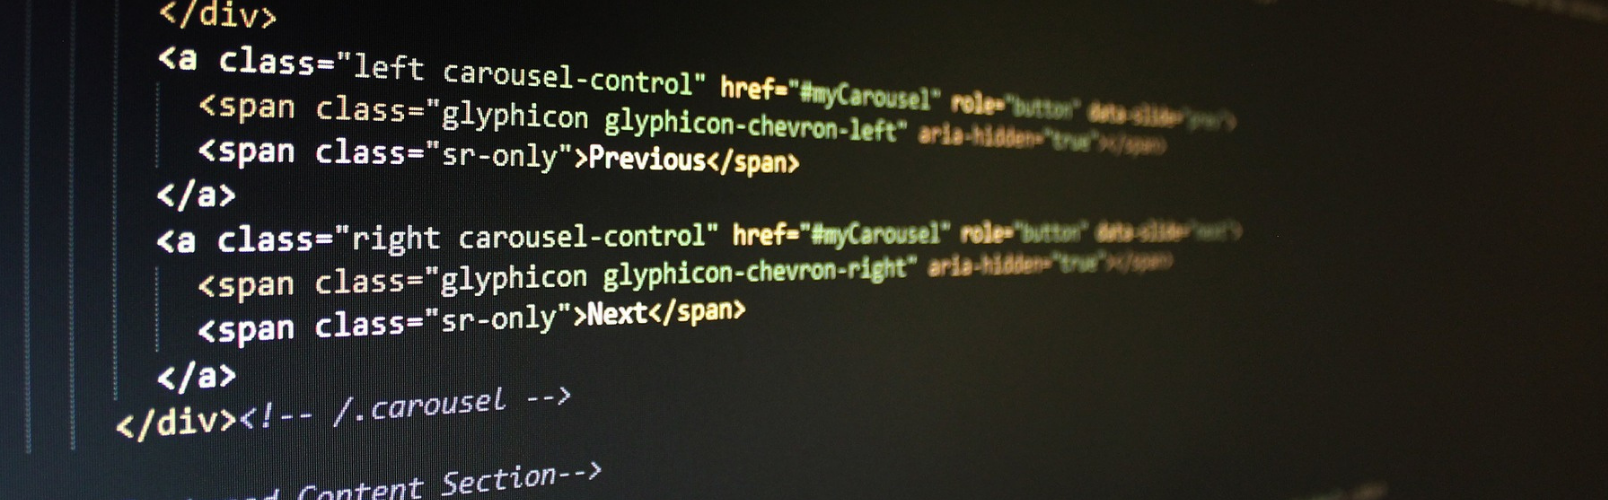 </div>
<a class="left carousel-control" href="#myCarousel" role="button" data-slide="prev">
<span class="glyphicon glyphicon-chevron-left" aria-hidden="true"></span>
<span class="sr-only">Previous</span>
</a>
<a class="right carousel-control" href="#myCarousel" role="button" data-slide="next">
<span class="glyphicon glyphicon-chevron-right" aria-hidden="true"></span>
<span class="sr-only">Next</span>
</a>
</div><!-- /.carousel -->
Content Section-->